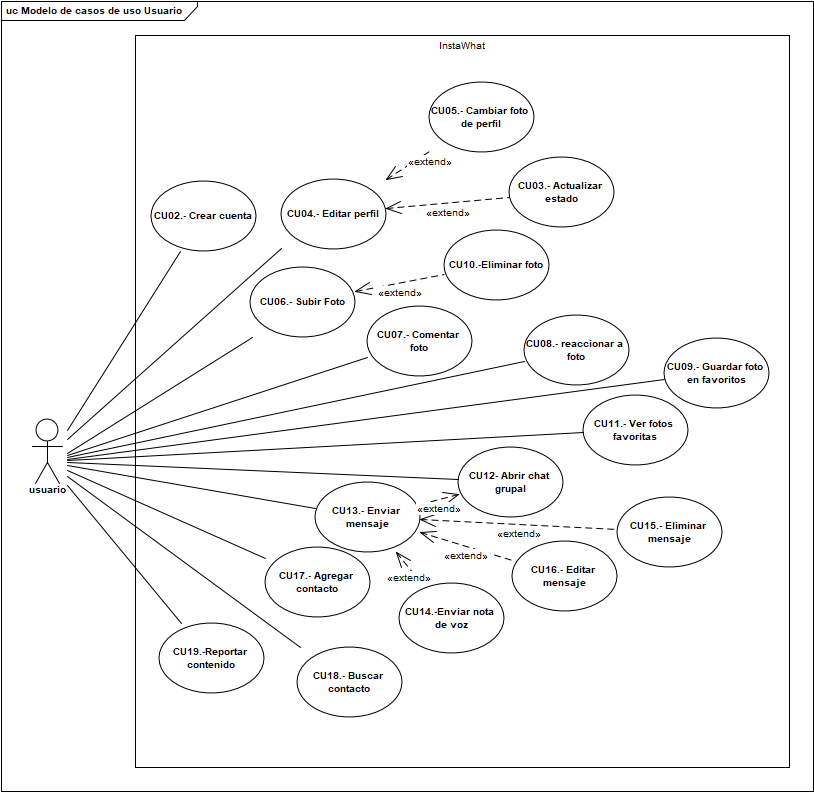 uc Modelo de casos de uso Usuario
InstaWhat
CU05.- Cambiar foto
de perfil
«extend»
CU03.- Actualizar
estado
«extend»
CU02.- Crear cuenta
CU04.- Editar perfil
CU10.-Eliminar foto
«extend»
CU06.- Subir Foto
CU07.- Comentar
foto
CU08.- reaccionar a
foto
CU09.- Guardar foto
en favoritos
CU11.- Ver fotos
favoritas
usuario
CU12- Abrir chat
grupal
«extend»
CU13.- Enviar
mensaje
CU15.- Eliminar
mensaje
«extend»
CU16.- Editar
mensaje
«extend»
CU17.- Agregar
contacto
«extend»
CU14.-Enviar nota
de voz
CU19.-Reportar
contenido
CU18.- Buscar
contacto